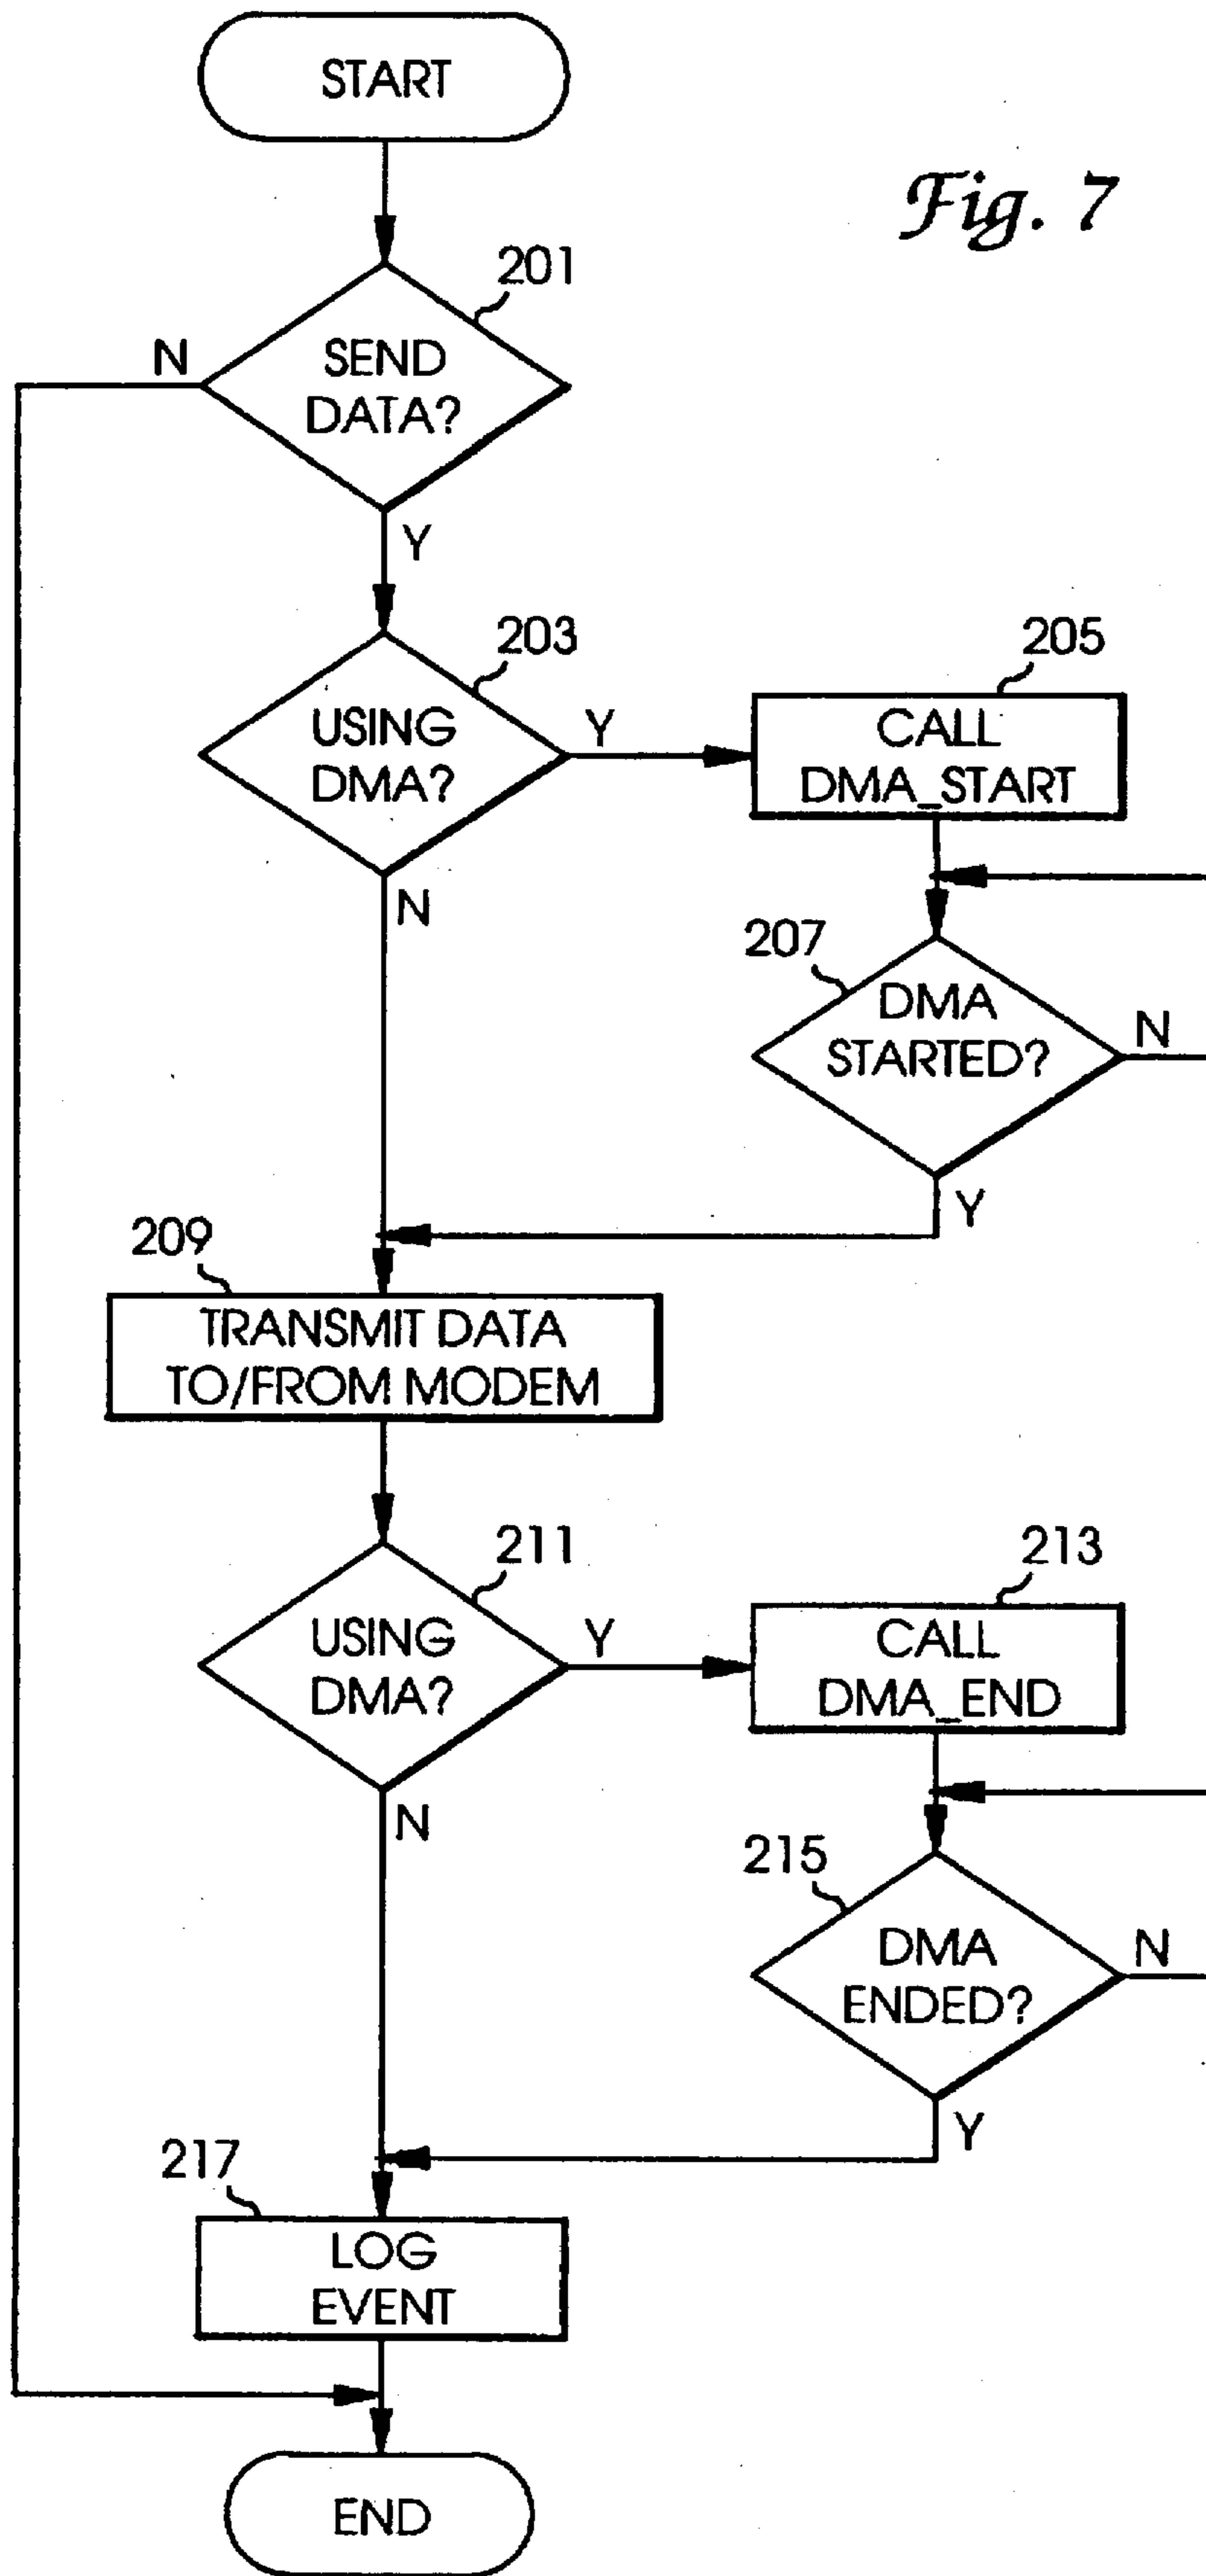 START
Fig. 7
201
N
SEND
DATA?
Y
203
205
USING
DMA?
Y
CALL
DMA_START
N
207
DMA
STARTED?
N
Y
209
TRANSMIT DATA
TO/FROM MODEM
211
213
USING
DMA?
Y
CALL
DMA_END
N
215
DMA
ENDED?
N
Y
217
LOG
EVENT
END